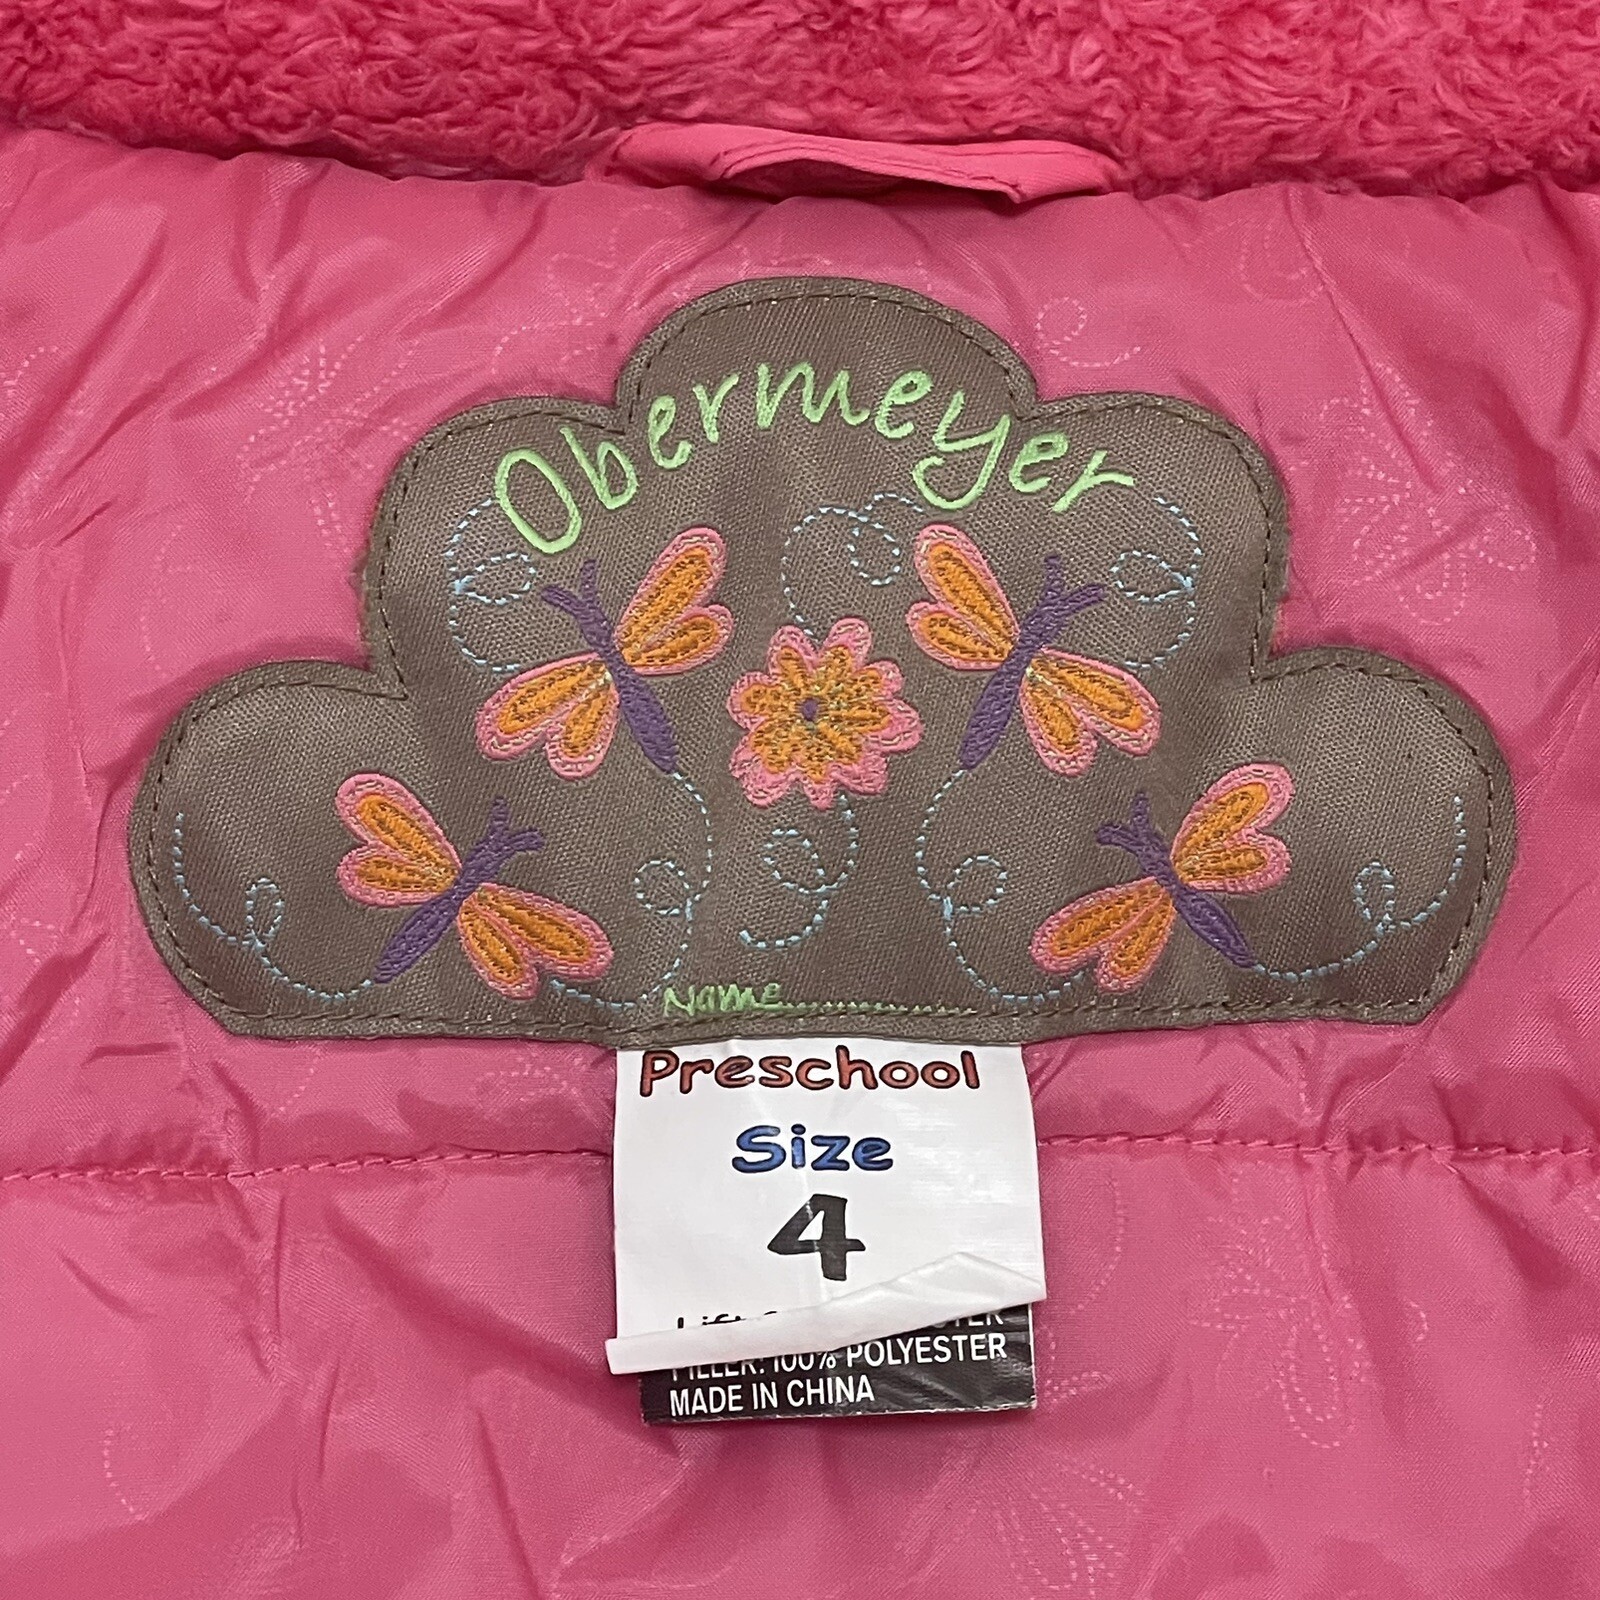 Obermeyer
Name
Preschool
Size
4
FILLER: 100% POLYESTER
MADE IN CHINA